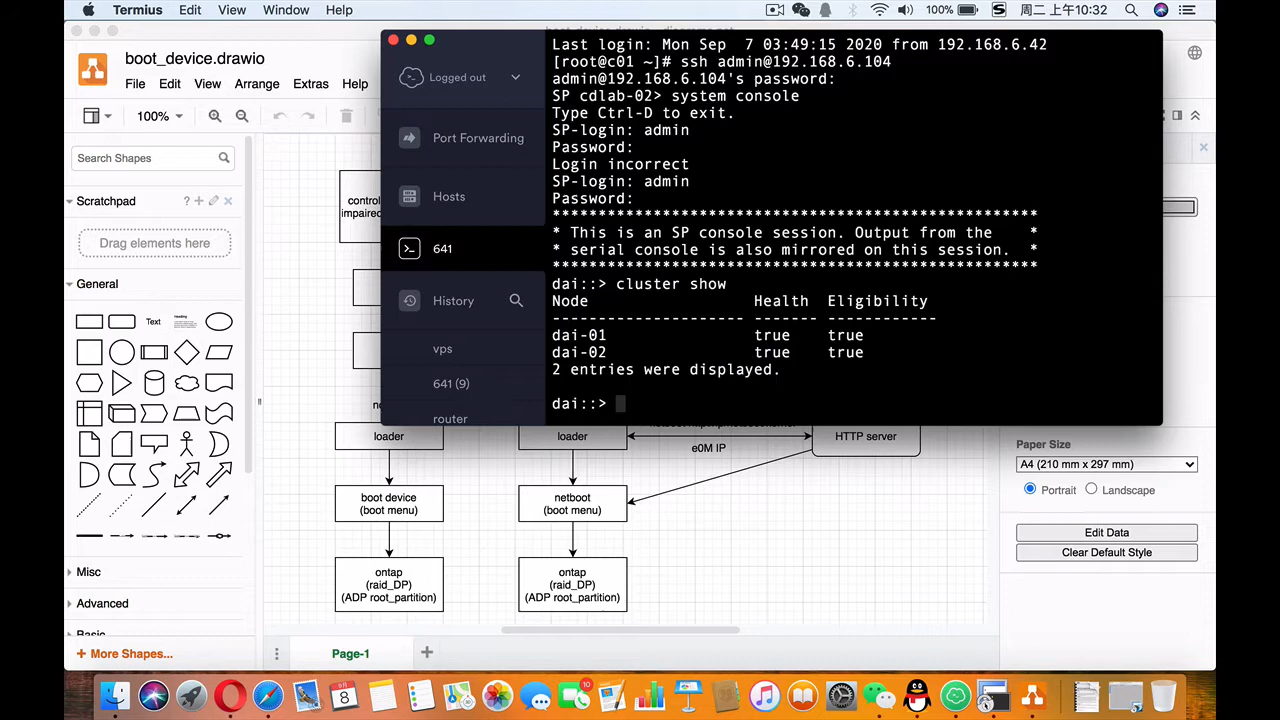 Termius Edit View Window Help
100% 周二 上午10:32
boot_device.drawio
File Edit View Arrange Extras Help
100%
Search Shapes
Scratchpad
Drag elements here
General
Text
Heading
Misc
Advanced
Basic
+ More Shapes...
Page-1
Logged out
Port Forwarding
Hosts
641
History
vps
641 (9)
router
Last login: Mon Sep  7 03:49:15 2020 from 192.168.6.42
[root@c01 ~]# ssh admin@192.168.6.104
admin@192.168.6.104's password:
SP cdlab-02> system console
Type Ctrl-D to exit.
SP-login: admin
Password:
Login incorrect
SP-login: admin
Password:
*****************************************************
* This is an SP console session. Output from the    *
* serial console is also mirrored on this session.  *
*****************************************************
dai::> cluster show
Node Health Eligibility
--------------------- ------- ------------
dai-01 true true
dai-02 true true
2 entries were displayed.
dai::>
control
impaired
loader
boot device
(boot menu)
ontap
(raid_DP)
(ADP root_partition)
loader
netboot
(boot menu)
ontap
(raid_DP)
(ADP root_partition)
e0M IP
HTTP server
Paper Size
A4 (210 mm x 297 mm)
Portrait Landscape
Edit Data
Clear Default Style
9月
8
10